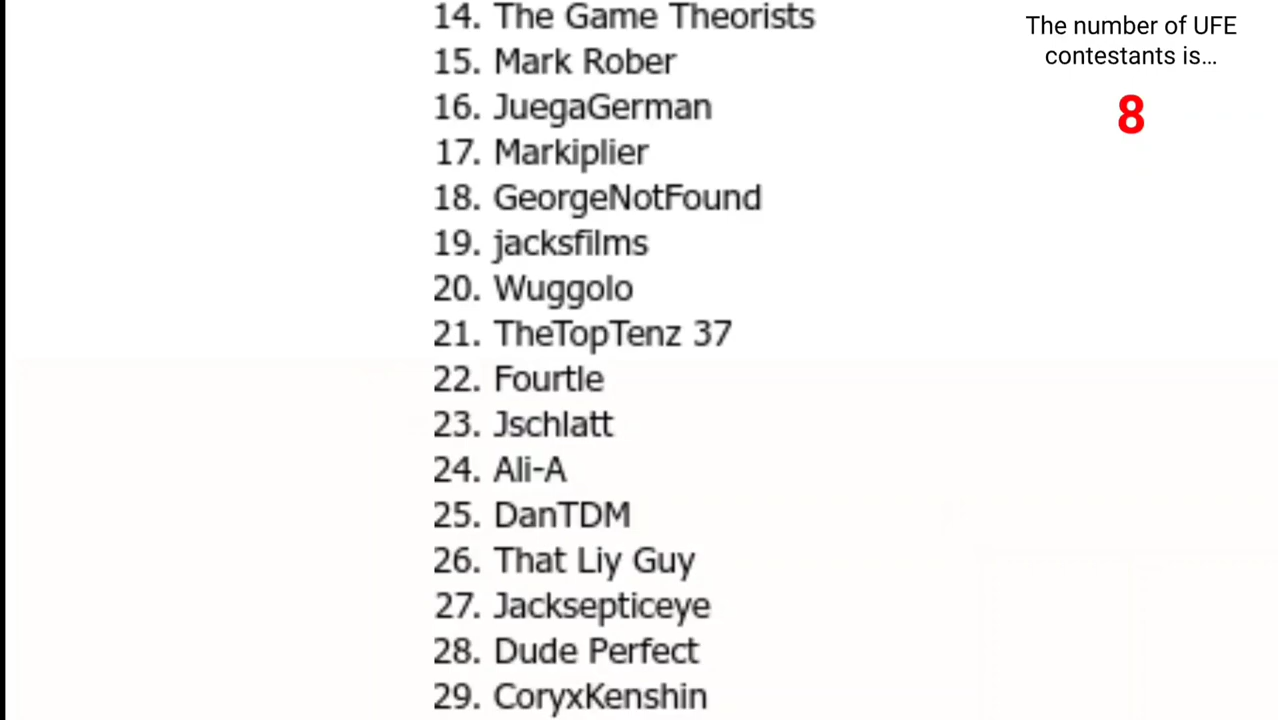 14. The Game Theorists
15. Mark Rober
16. JuegaGerman
17. Markiplier
18. GeorgeNotFound
19. jacksfilms
20. Wuggolo
21. TheTopTenz 37
22. Fourtle
23. Jschlatt
24. Ali-A
25. DanTDM
26. That Liy Guy
27. Jacksepticeye
28. Dude Perfect
29. CoryxKenshin
The number of UFE
contestants is...
8